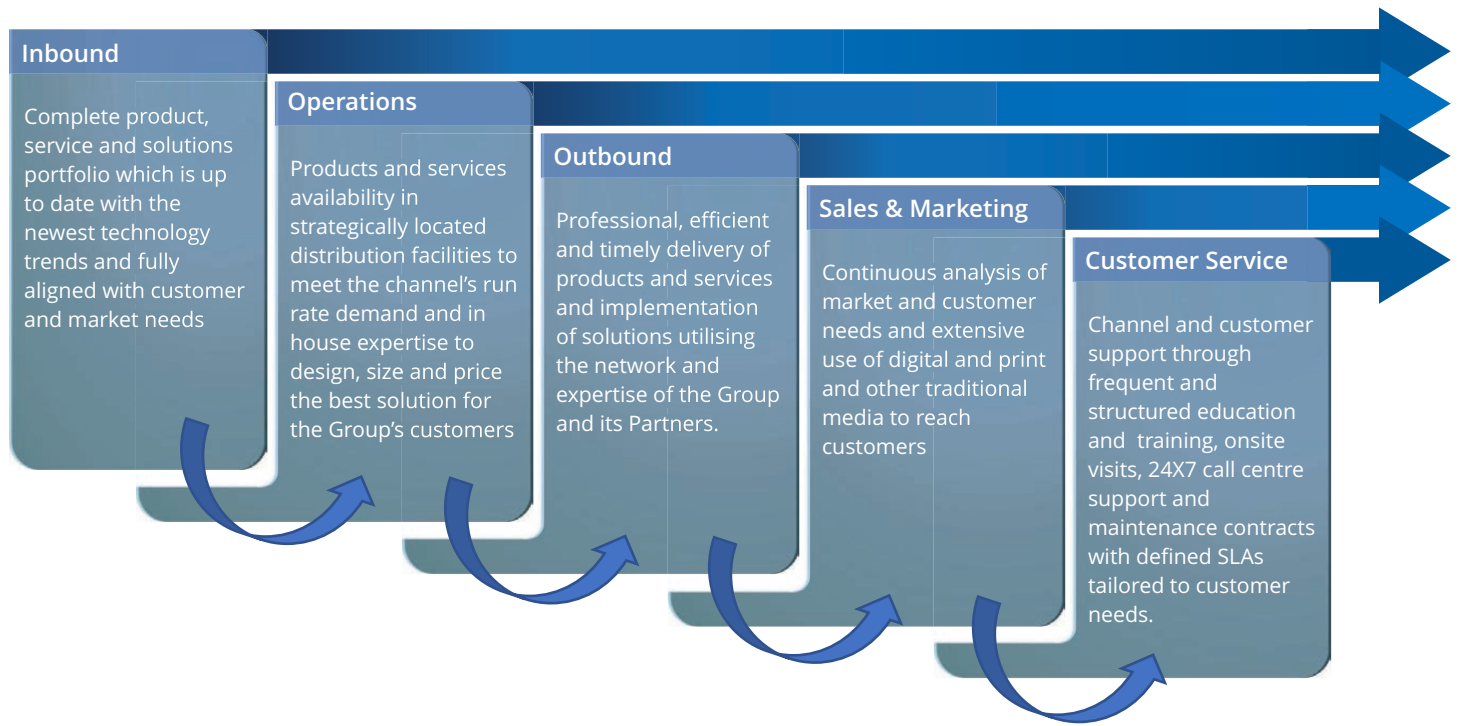 Inbound
Complete product,
service and solutions
portfolio which is up
to date with the
newest technology
trends and fully
aligned with customer
and market needs
Operations
Products and services
availability in
strategically located
distribution facilities to
meet the channel’s run
rate demand and in
house expertise to
design, size and price
the best solution for
the Group’s customers
Outbound
Professional, efficient
and timely delivery of
products and services
and implementation
of solutions utilising
the network and
expertise of the Group
and its Partners.
Sales & Marketing
Continuous analysis of
market and customer
needs and extensive
use of digital and print
and other traditional
media to reach
customers
Customer Service
Channel and customer
support through
frequent and
structured education
and  training, onsite
visits, 24X7 call centre
support and
maintenance contracts
with defined SLAs
tailored to customer
needs.